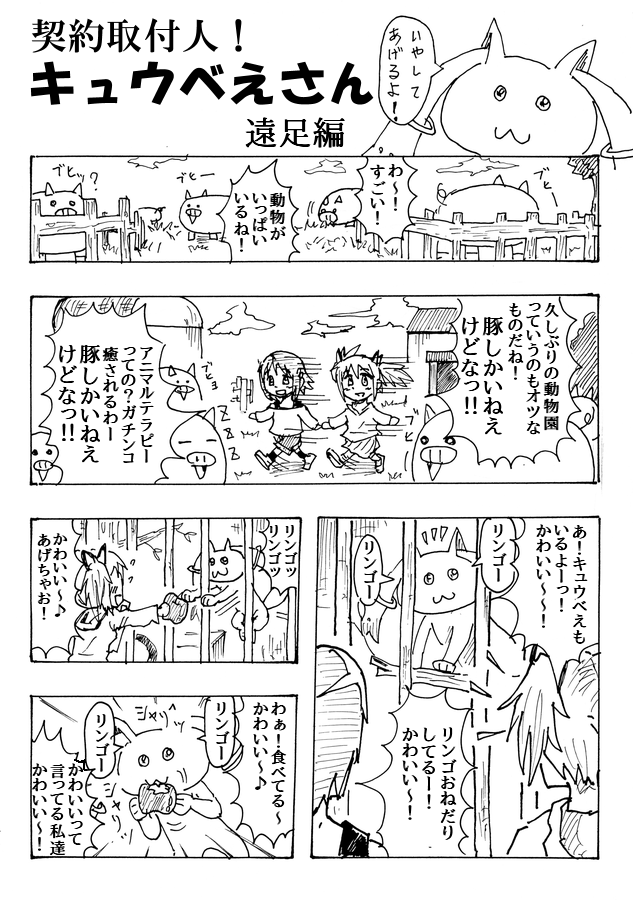 契約取付人!
キュウべえさん
遠足編
いやして
あげるよ!
わ〜!
すごい!
ブヒー
動物が
いっぱい
いるね!
ブヒー
ブヒッ?
久しぶりの動物園
っていうのもオツな
ものだね!
豚しかいねえ
けどなっ!!
ブヒ
ブヒョ
Z
Z
Z
アニマルテラピー
っての?ガチンコ
癒されるわー
豚しかいねえ
けどなっ!!
あ!キュウべえも
いるよーっ!
かわいい〜!
リンゴー
リンゴー
リンゴおねだり
してるー!
かわいい!
リンゴッ
リンゴッ
かわいい〜♪
あげちゃお!
わぁ!食べてる〜
かわいい〜♪
リンゴー
シャリ
リンゴー
シャリ
かわいいって
言ってる私達
かわいい〜!